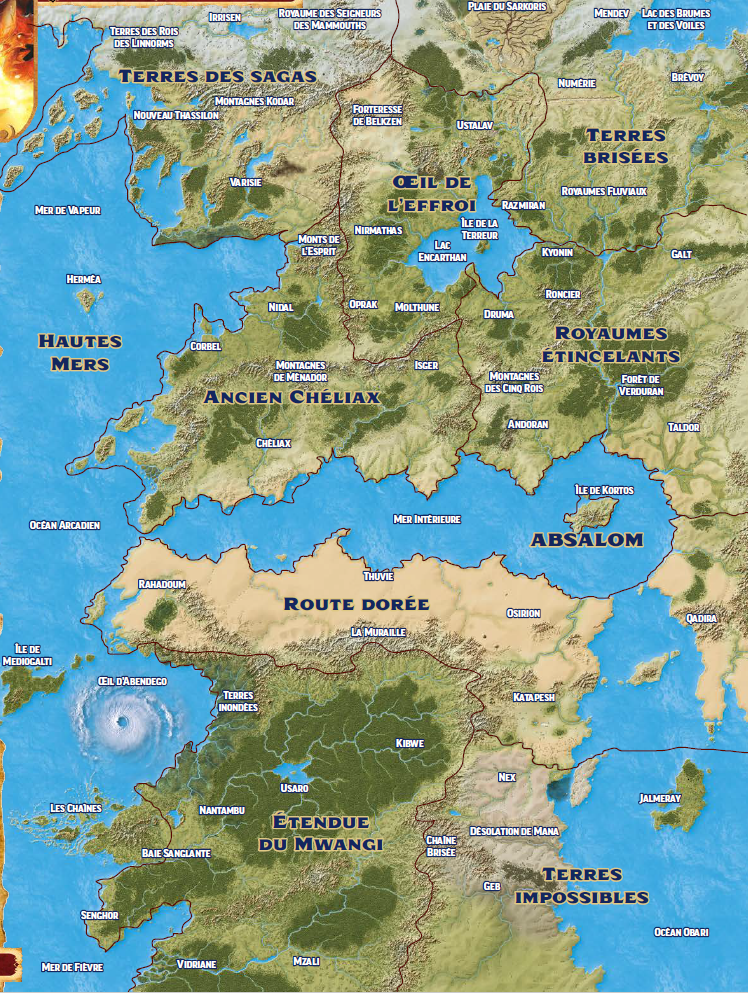 PLAIE DU SARKORIS
IRRISEN
ROYAUME DES SEIGNEURS
DES MAMMOUTHS
MENDEV
LAC DES BRUMES
ET DES VOILES
TERRES DES ROIS
DES LINNORMS
TERRES DES SAGAS
NUMÉRIE
BRÉVOY
MONTAGNES KODAR
NOUVEAU THASSILON
FORTERESSE
DE BELKZEN
USTALAV
TERRES
BRISÉES
VARISIE
ŒIL DE
L'EFFROI
ROYAUMES FLUVIAUX
MER DE VAPEUR
RAZMIRAN
NIRMATHAS
ÎLE DE LA
TERREUR
MONTS DE
L'ESPRIT
LAC
ENCARTHAN
KYONIN
GALT
HERMÉA
RONCIER
NIDAL
OPRAK
MOLTHUNE
DRUMA
HAUTES
MERS
ROYAUMES
ÉTINCELANTS
CORBEL
MONTAGNES
DE MÉNADOR
ISGER
MONTAGNES
DES CINQ ROIS
FORÊT DE
VERDURAN
ANCIEN CHÉLIAX
ANDORAN
TALDOR
CHÉLIAX
ÎLE DE KORTOS
OCÉAN ARCADIEN
MER INTÉRIEURE
ABSALOM
RAHADOUM
THUVIE
ROUTE DORÉE
OSIRION
QADIRA
LA MURAILLE
ÎLE DE
MEDIOGALTI
ŒIL D'ABENDEGO
TERRES
INONDÉES
KATAPESH
KIBWE
NEX
USARO
JALMERAY
LES CHAÎNES
NANTAMBU
ÉTENDUE
DU MWANGI
DÉSOLATION DE MANA
CHAÎNE
BRISÉE
BAIE SANGLANTE
TERRES
IMPOSSIBLES
GEB
SENGHOR
OCÉAN OBARI
MER DE FIÈVRE
VIDRIANE
MZALI